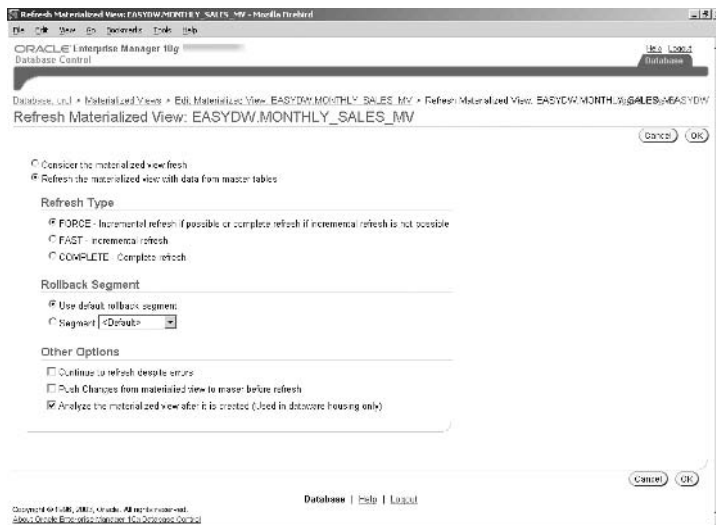 Refresh Materialized View: EASYDW.MONTHLY_SALES_MV - Mozilla Firebird
File Edit View Go Bookmarks Tools Help
ORACLE Enterprise Manager 10g
Database Control
Help Logout
Database
Materialized Views > Edit Materialized View: EASYDW.MONTHLY_SALES_MV > Refresh Materialized View: EASYDW.MONTHLY
Refresh Materialized View: EASYDW.MONTHLY_SALES_MV
Cancel OK
Consider the materialized view fresh
Refresh the materialized view with data from master tables
Refresh Type
FORCE - Incremental refresh if possible or complete refresh if incremental refresh is not possible
FAST - Incremental refresh
COMPLETE - Complete refresh
Rollback Segment
Use default rollback segment
Segment <Default>
Other Options
Continue to refresh despite errors
Push Changes from materialied view to maser before refresh
Analyze the materialized view after it is created (Used in dataware housing only)
Cancel OK
Database | Help | Logout
Copyright © 1996, 2003, Oracle. All rights reserved.
About Oracle Enterprise Manager 10g Database Control